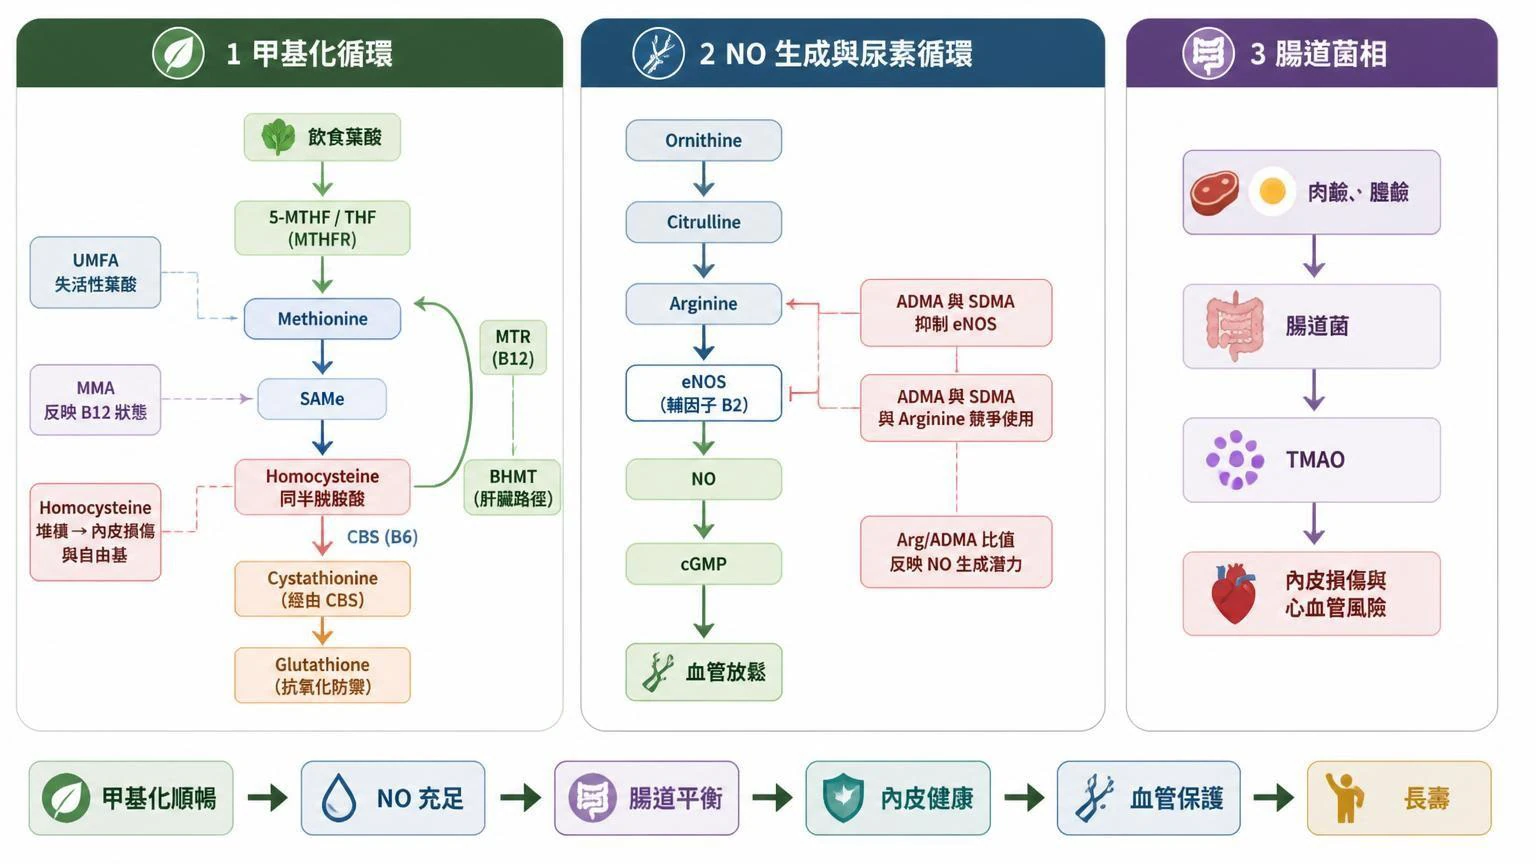 1 甲基化循環
飲食葉酸
5-MTHF / THF
(MTHFR)
UMFA
失活性葉酸
Methionine
MTR
(B12)
MMA
反映 B12 狀態
SAMe
Homocysteine
同半胱胺酸
BHMT
(肝臟路徑)
Homocysteine
→ 內皮損傷
與自由基
CBS (B6)
Cystathionine
(經由 CBS)
Glutathione
(抗氧化防禦)
2 NO 生成與尿素循環
Ornithine
Citrulline
Arginine
ADMA 與 SDMA
抑制 eNOS
eNOS
(輔因子 B2)
ADMA 與 SDMA
與 Arginine 競爭使用
NO
cGMP
Arg/ADMA 比值
反映 NO 生成潛力
血管放鬆
3 腸道菌相
肉鹼、
腸道菌
TMAO
內皮損傷與
心血管風險
甲基化順暢
NO 充足
腸道平衡
內皮健康
血管保護
長壽